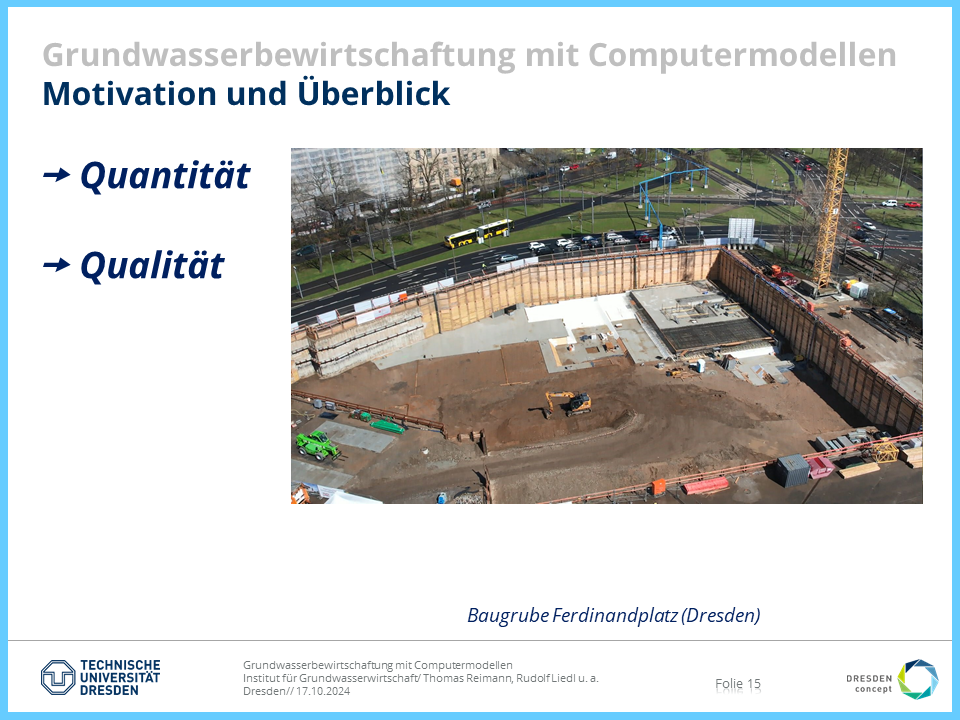 Grundwasserbewirtschaftung mit Computermodellen
Motivation und Überblick
➙ Quantität
➙ Qualität
Baugrube Ferdinandplatz (Dresden)
TECHNISCHE
UNIVERSITÄT
DRESDEN
Grundwasserbewirtschaftung mit Computermodellen
Institut für Grundwasserwirtschaft/ Thomas Reimann, Rudolf Liedl u. a.
Dresden// 17.10.2024
Folie 15
DRESDEN
concept